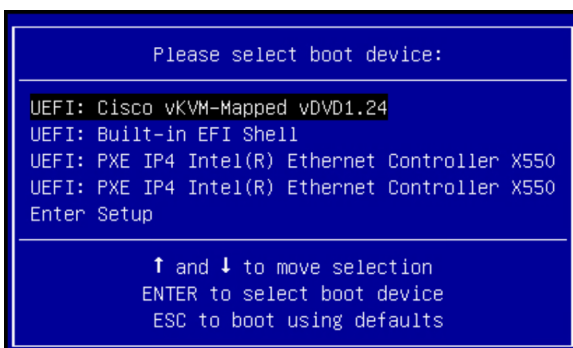 Please select boot device:
UEFI: Cisco vKVM-Mapped vDVD1.24
UEFI: Built-in EFI Shell
UEFI: PXE IP4 Intel(R) Ethernet Controller X550
UEFI: PXE IP4 Intel(R) Ethernet Controller X550
Enter Setup
↑ and ↓ to move selection
ENTER to select boot device
ESC to boot using defaults